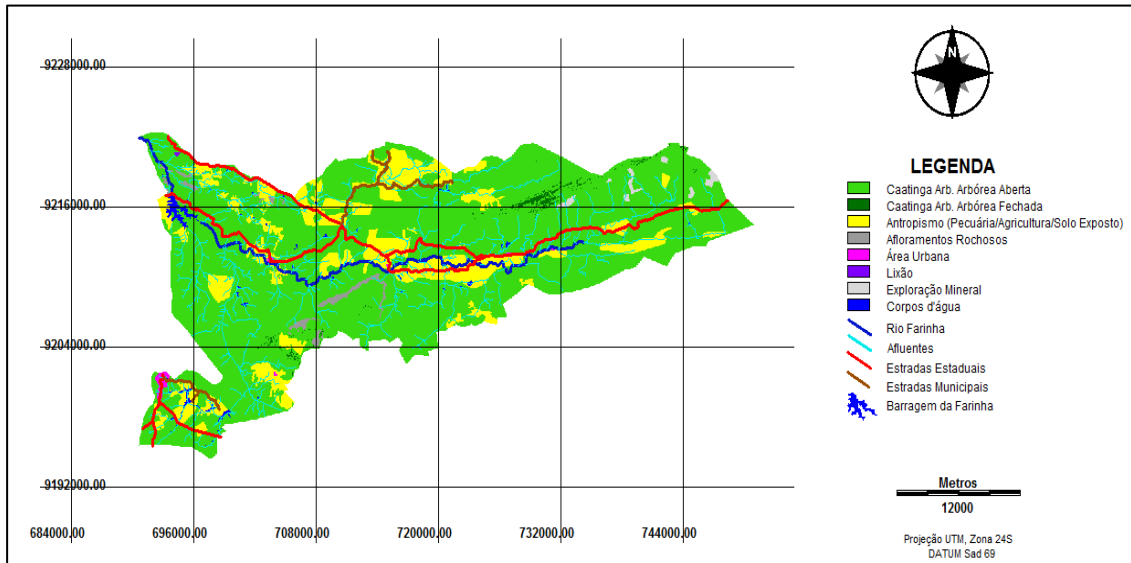 N
9228000.00
9216000.00
9204000.00
9192000.00
684000.00
696000.00
708000.00
720000.00
732000.00
744000.00
LEGENDA
Caatinga Arb. Arbórea Aberta
Caatinga Arb. Arbórea Fechada
Antropismo (Pecuária/Agricultura/Solo Exposto)
Afloramentos Rochosos
Área Urbana
Lixão
Exploração Mineral
Corpos d'água
Rio Farinha
Afluentes
Estradas Estaduais
Estradas Municipais
Barragem da Farinha
Metros
12000
Projeção UTM, Zona 24S
DATUM Sad 69